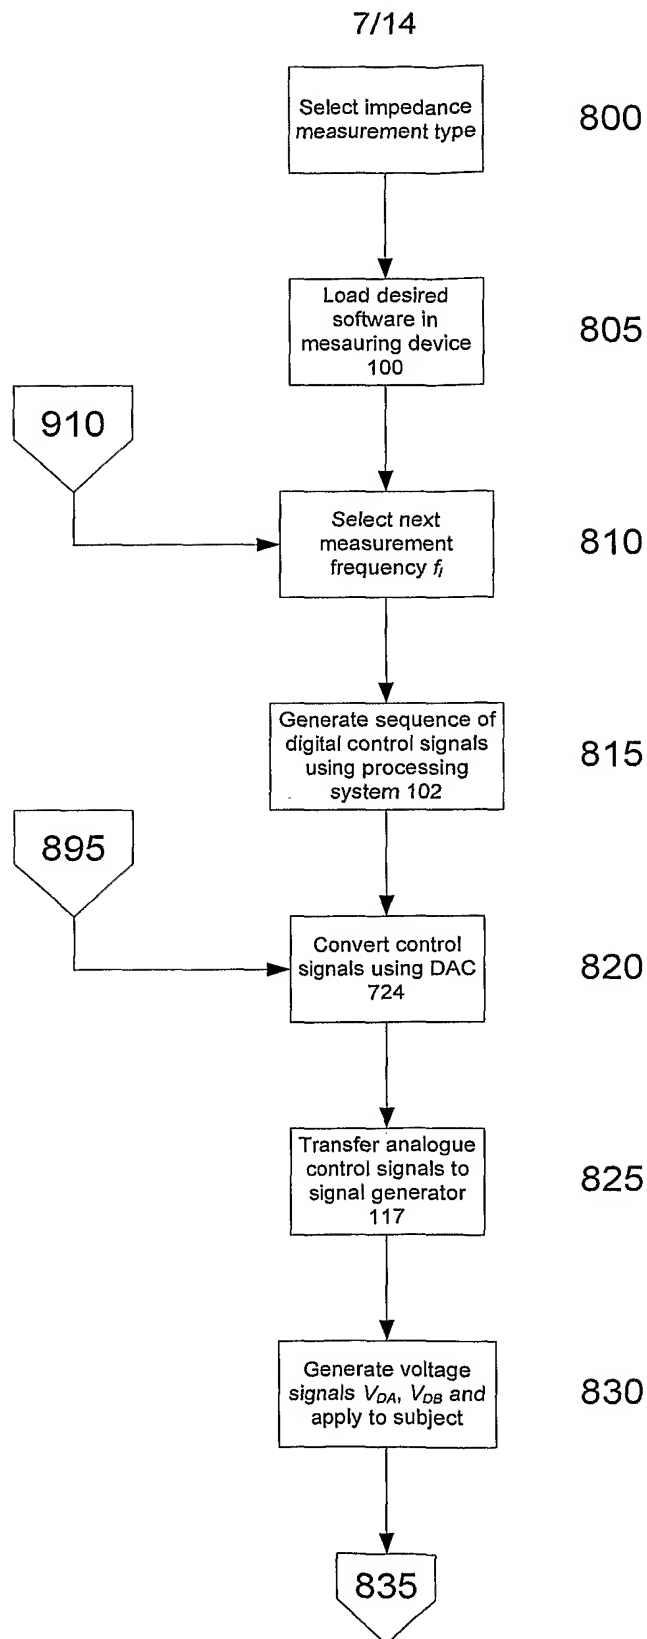 7/14
Select impedance
measurement type
800
Load desired
software in
mesauring device
100
805
910
Select next
measurement
frequency fi
810
Generate sequence of
digital control signals
using processing
system 102
815
895
Convert control
signals using DAC
724
820
Transfer analogue
control signals to
signal generator
117
825
Generate voltage
signals VDA, VDB and
apply to subject
830
835